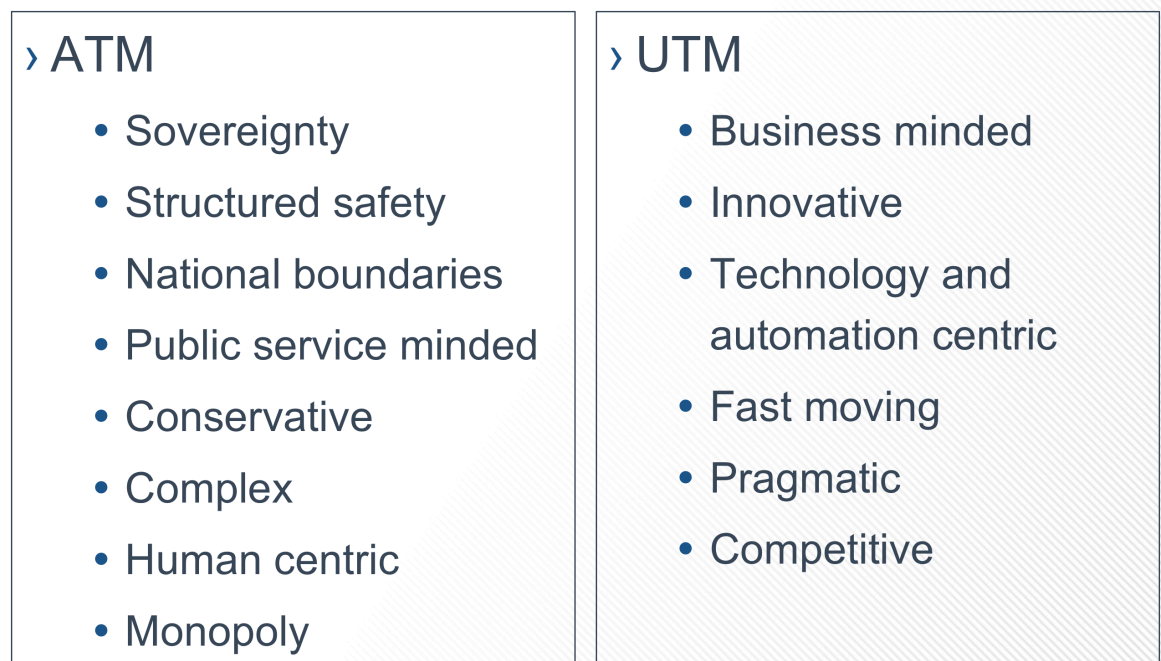 › ATM
• Sovereignty
• Structured safety
• National boundaries
• Public service minded
• Conservative
• Complex
• Human centric
• Monopoly
› UTM
• Business minded
• Innovative
• Technology and
automation centric
• Fast moving
• Pragmatic
• Competitive